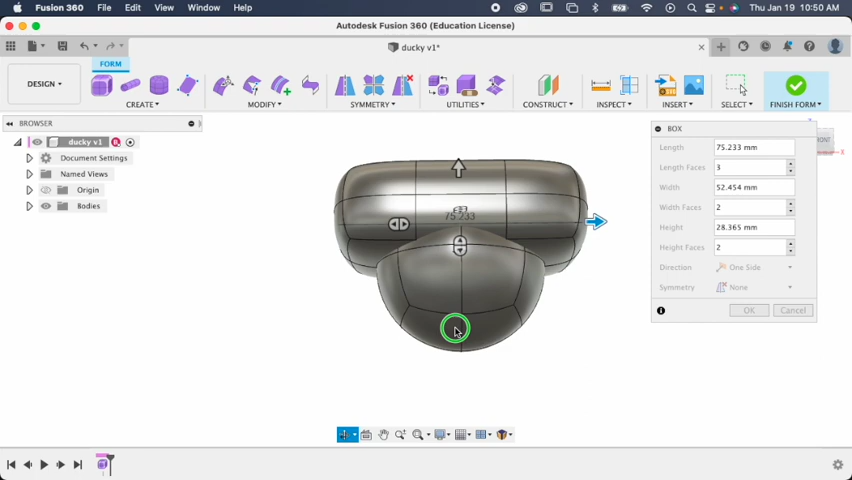 Fusion 360 File Edit View Window Help Thu Jan 19 10:50 AM
Autodesk Fusion 360 (Education License)
ducky v1*
FORM
DESIGN
CREATE MODIFY SYMMETRY UTILITIES CONSTRUCT INSPECT INSERT SELECT FINISH FORM
BROWSER
ducky v1
Document Settings
Named Views
Origin
Bodies
75.233
FRONT
X
BOX
Length 75.233 mm
Length Faces 3
Width 52.454 mm
Width Faces 2
Height 28.365 mm
Height Faces 2
Direction One Side
Symmetry None
OK Cancel